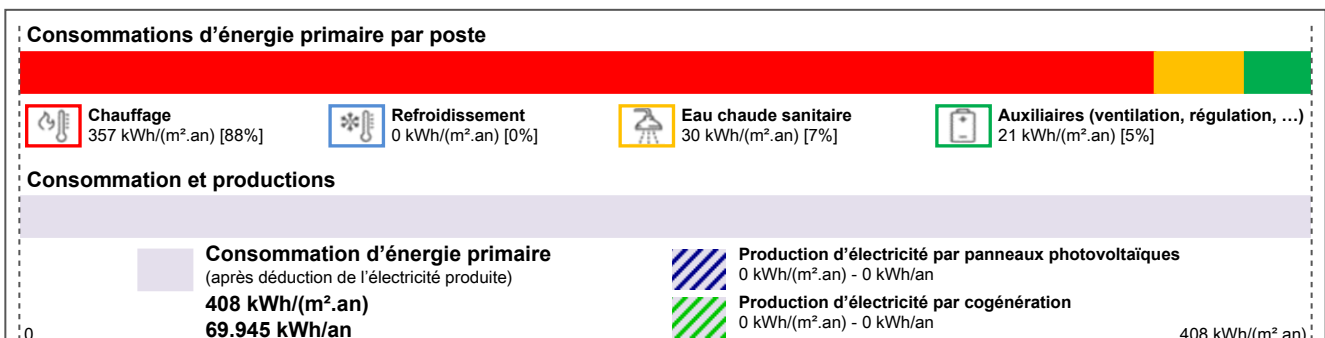 Consommations d'énergie primaire par poste
Chauffage
357 kWh/(m².an) [88%]
Refroidissement
0 kWh/(m².an) [0%]
Eau chaude sanitaire
30 kWh/(m².an) [7%]
Auxiliaires (ventilation, régulation, …)
21 kWh/(m².an) [5%]
Consommation et productions
Consommation d'énergie primaire
(après déduction de l'électricité produite)
408 kWh/(m².an)
69.945 kWh/an
Production d'électricité par panneaux photovoltaïques
0 kWh/(m².an) - 0 kWh/an
Production d'électricité par cogénération
0 kWh/(m².an) - 0 kWh/an
0
408 kWh/(m².an)